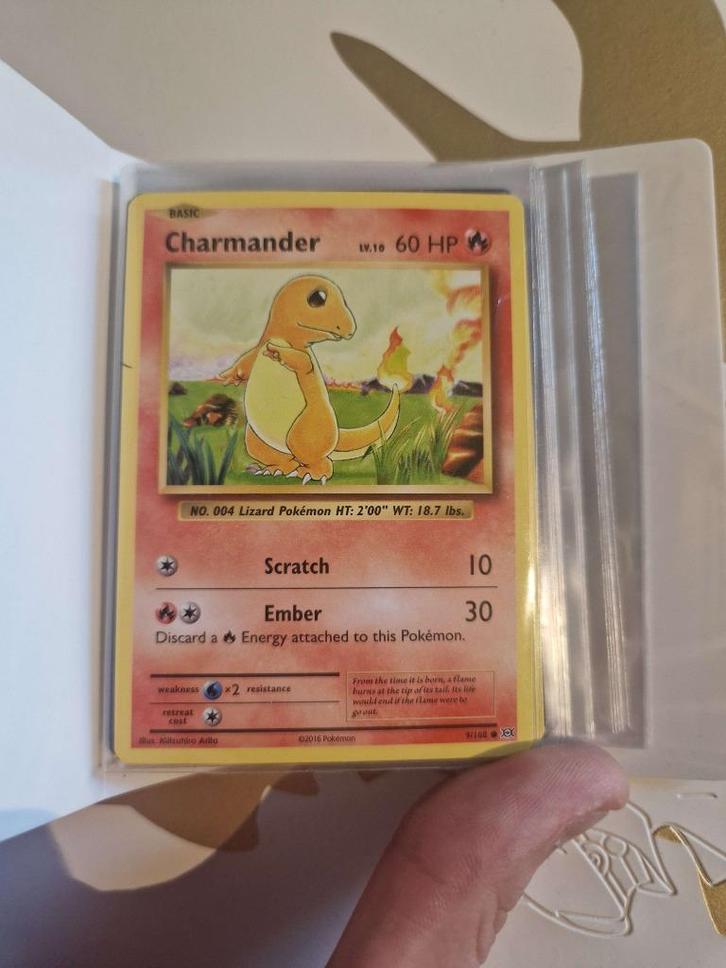 BASIC
Charmander LV.10 60 HP
NO. 004 Lizard Pokémon HT: 2'00" WT: 18.7 lbs.
Scratch 10
Ember 30
Discard a Energy attached to this Pokémon.
weakness ×2 resistance
retreat cost
From the time it is born, a flame
burns at the tip of its tail. Its life
would end if the flame were to
go out.
Illus. Mitsuhiro Arita ©2016 Pokémon 9/108